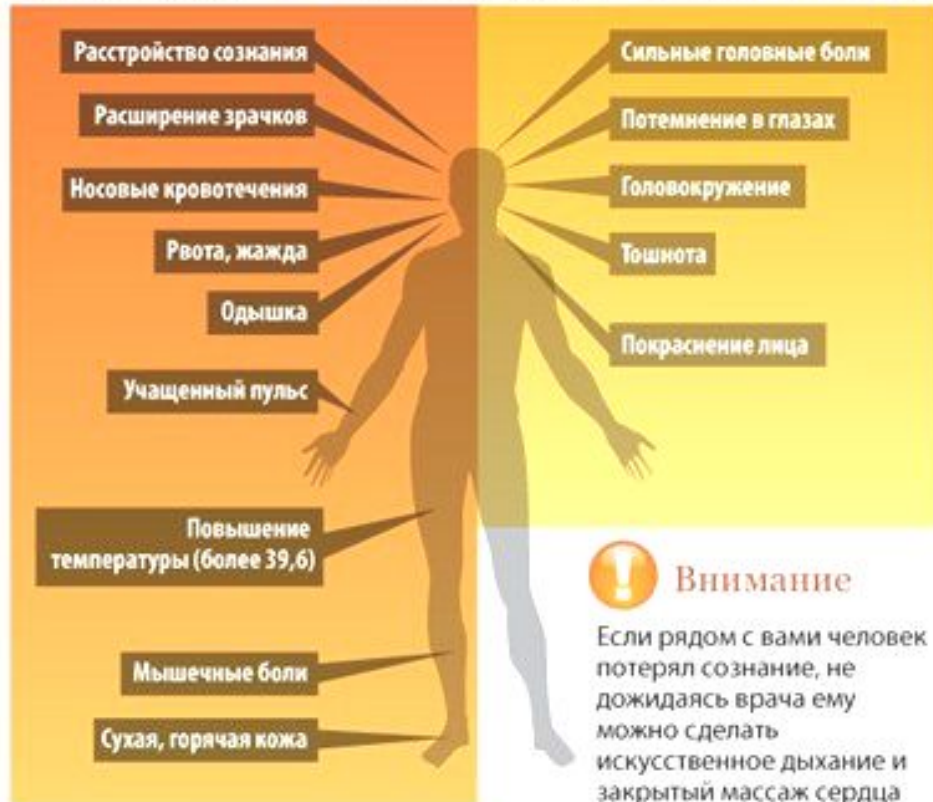 Расстройство сознания
Расширение зрачков
Носовые кровотечения
Рвота, жажда
Одышка
Учащенный пульс
Повышение
температуры (более 39,6)
Мышечные боли
Сухая, горячая кожа
Сильные головные боли
Потемнение в глазах
Головокружение
Тошнота
Покраснение лица
Внимание
Если рядом с вами человек
потерял сознание, не
дожидаясь врача ему
можно сделать
искусственное дыхание и
закрытый массаж сердца